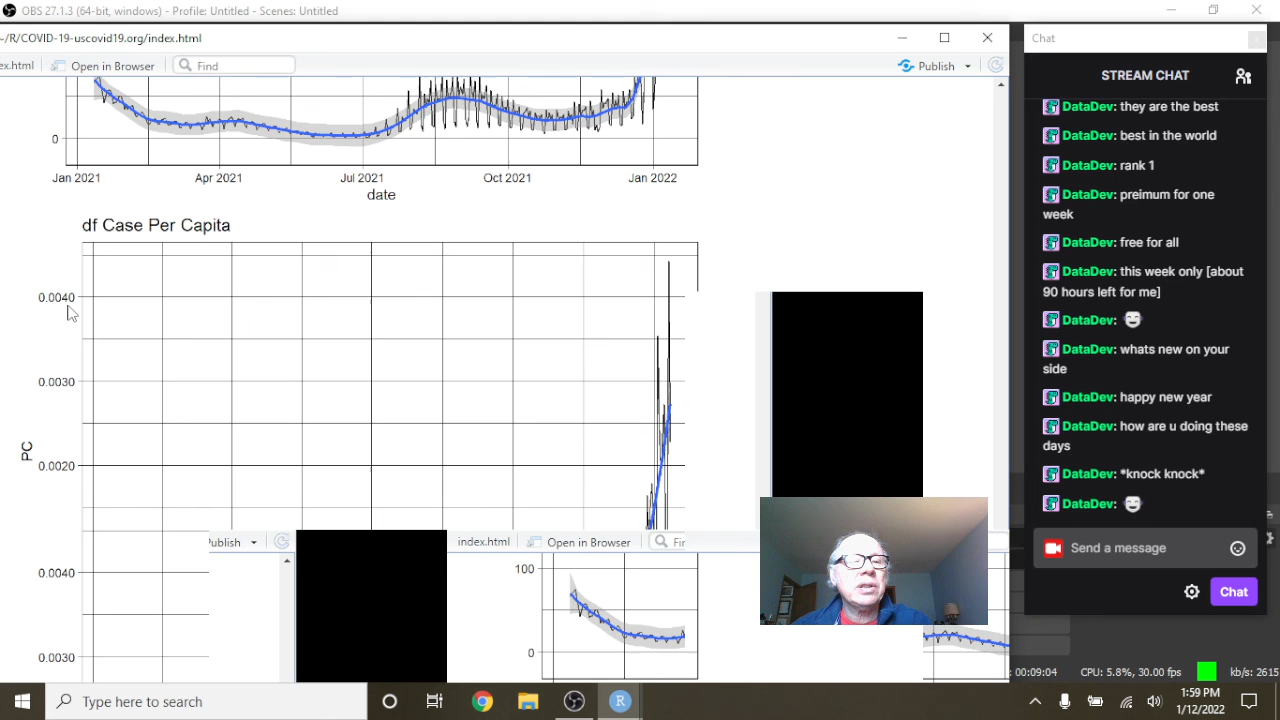 OBS 27.1.3 (64-bit, windows) - Profile: Untitled - Scenes: Untitled
~/R/COVID-19-uscovid19.org/index.html
ex.html
Open in Browser
Find
Publish
0
Jan 2021
Apr 2021
Jul 2021
Oct 2021
Jan 2022
date
df Case Per Capita
0.0040
0.0030
0.0020
PC
Publish
index.html
Open in Browser
Fir
0.0040
0.0030
100
0
Chat
STREAM CHAT
DataDev: they are the best
DataDev: best in the world
DataDev: rank 1
DataDev: preimum for one
week
DataDev: free for all
DataDev: this week only [about
90 hours left for me]
DataDev:
DataDev: whats new on your
side
DataDev: happy new year
DataDev: how are u doing these
days
DataDev: *knock knock*
DataDev:
Send a message
Chat
: 00:09:04
CPU: 5.8%, 30.00 fps
kb/s: 2615
Type here to search
R
1:59 PM
1/12/2022